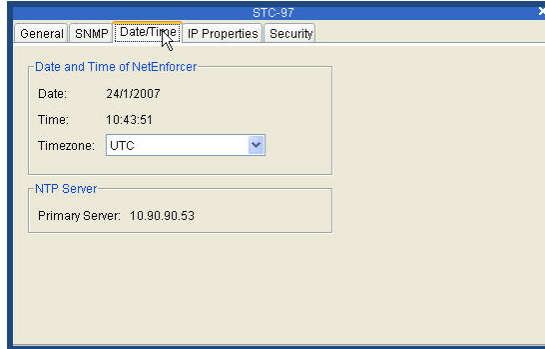 STC-97
General SNMP Date/Time IP Properties Security
Date and Time of NetEnforcer
Date: 24/1/2007
Time: 10:43:51
Timezone: UTC
NTP Server
Primary Server: 10.90.90.53